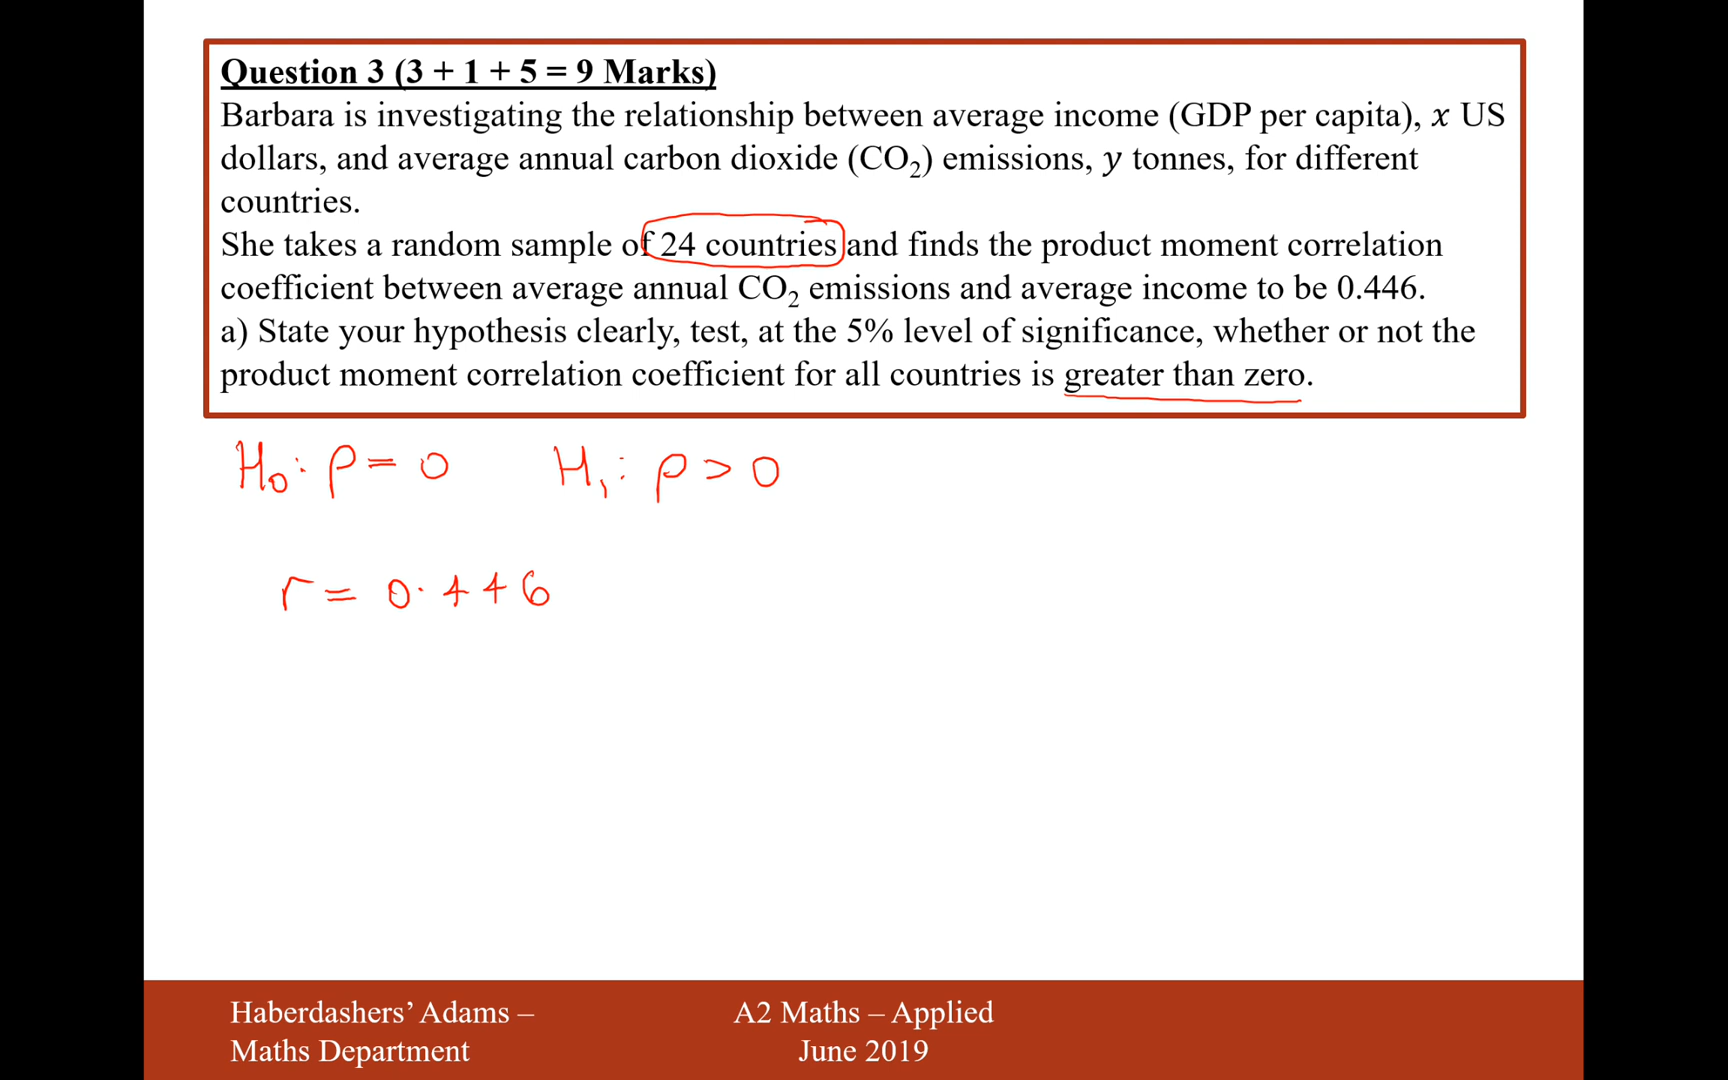 Question 3 (3 + 1 + 5 = 9 Marks)
Barbara is investigating the relationship between average income (GDP per capita), x US
dollars, and average annual carbon dioxide (CO₂) emissions, y tonnes, for different
countries.
She takes a random sample of 24 countries and finds the product moment correlation
coefficient between average annual CO₂ emissions and average income to be 0.446.
a) State your hypothesis clearly, test, at the 5% level of significance, whether or not the
product moment correlation coefficient for all countries is greater than zero.
H₀: ρ = 0 H₁: ρ > 0
r = 0.446
Haberdashers’ Adams –
Maths Department
A2 Maths – Applied
June 2019